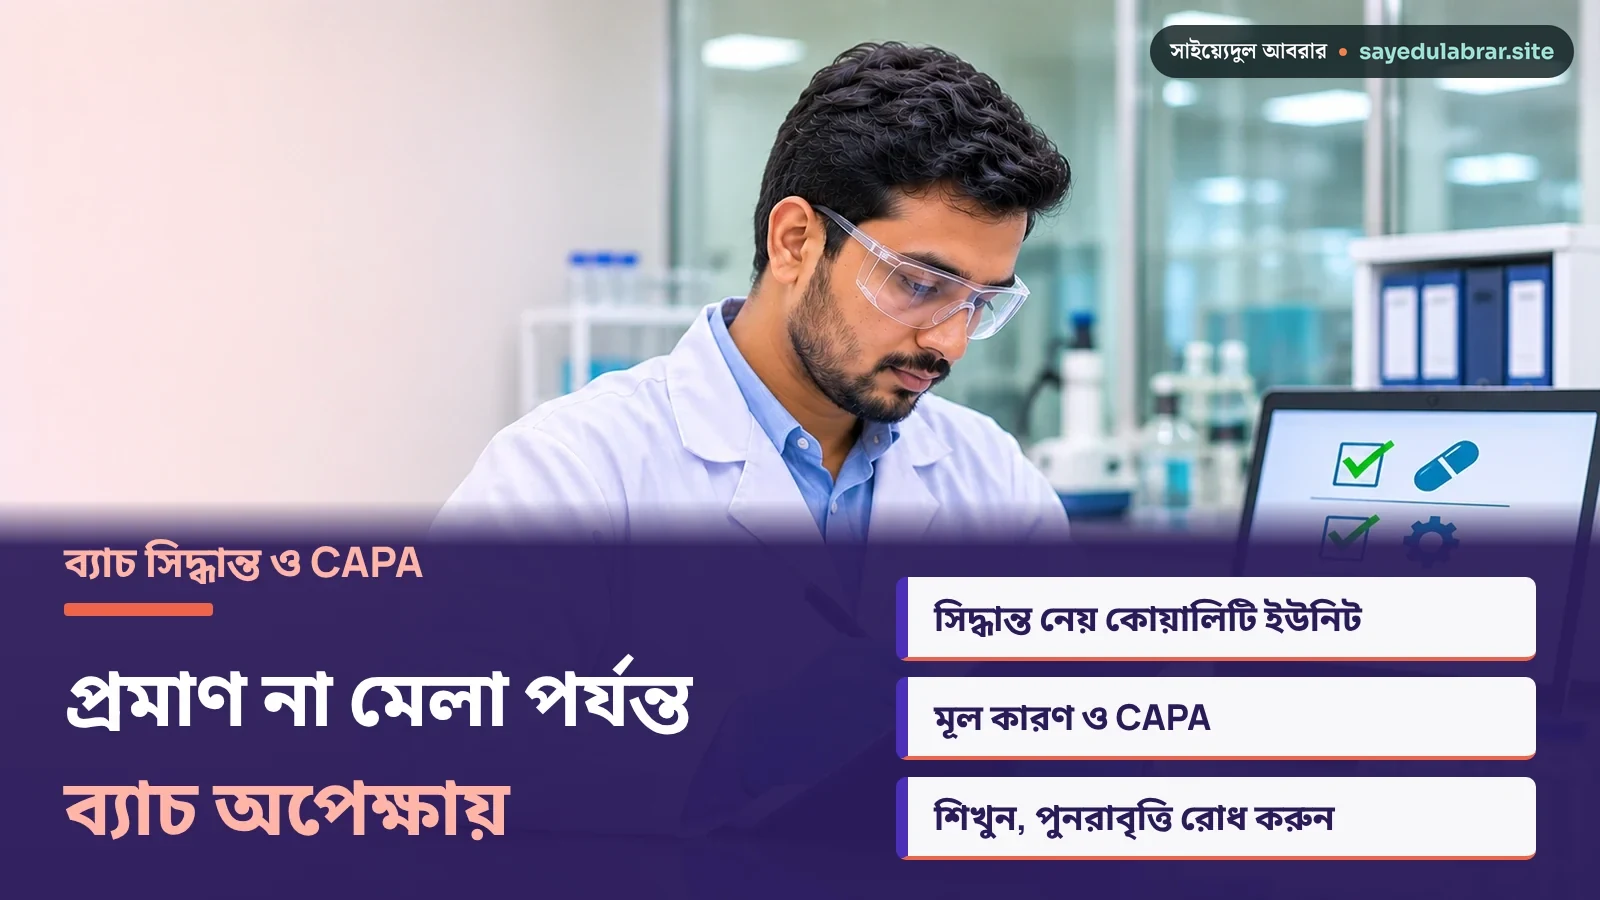 সাইয়্যেদুল আবরার • sayedulabrar.site
ব্যাচ সিদ্ধান্ত ও CAPA
প্রমাণ না মেলা পর্যন্ত
ব্যাচ অপেক্ষায়
সিদ্ধান্ত নেয় কোয়ালিটি ইউনিট
মূল কারণ ও CAPA
শিখুন, পুনরাবৃত্তি রোধ করুন